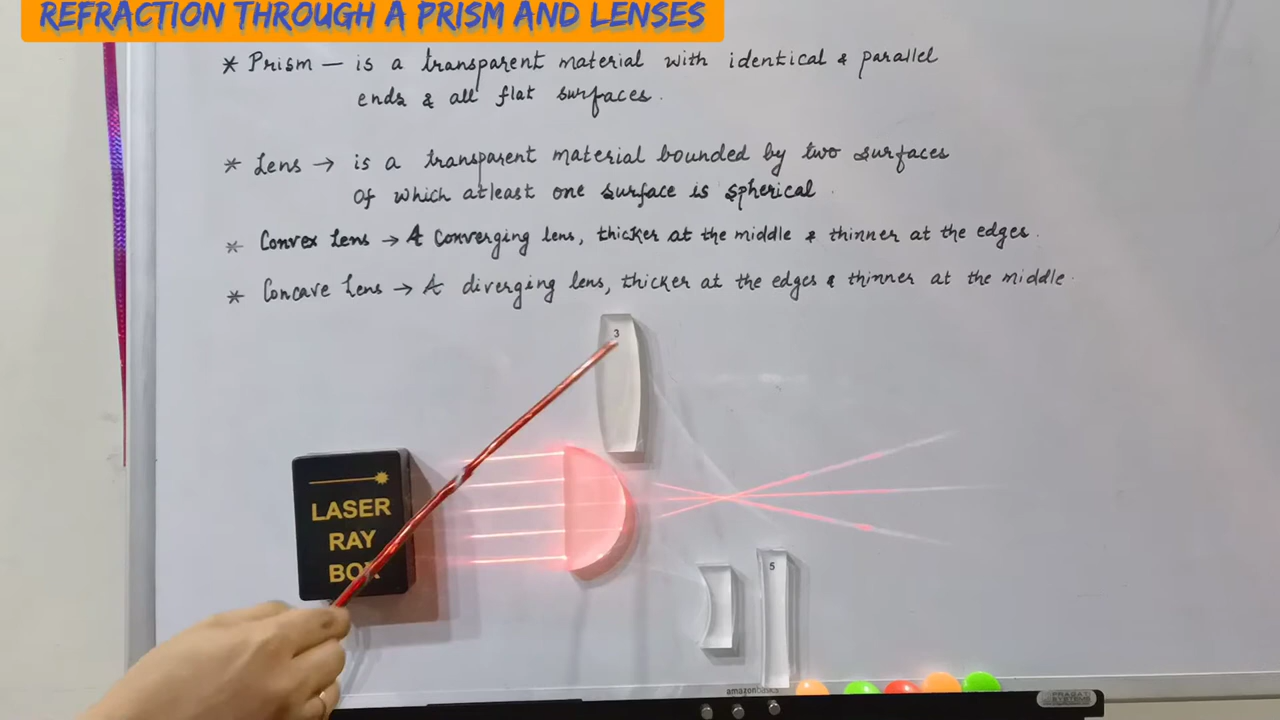 REFRACTION THROUGH A PRISM AND LENSES
* Prism — is a transparent material with identical & parallel
ends & all flat surfaces.
* Lens → is a transparent material bounded by two surfaces
of which atleast one surface is spherical.
* Convex Lens → A Converging lens, thicker at the middle & thinner at the edges.
* Concave Lens → A diverging lens, thicker at the edges & thinner at the middle.
3
LASER
RAY
BOX
5
amazonbasics
PRAGAT
SYSTEMS